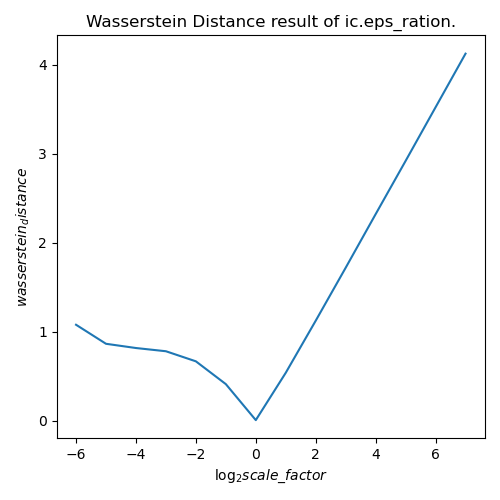 Wasserstein Distance result of ic.eps_ration.
4
3
2
1
0
wasserstein_distance
−6 −4 −2 0 2 4 6
log₂scale_factor